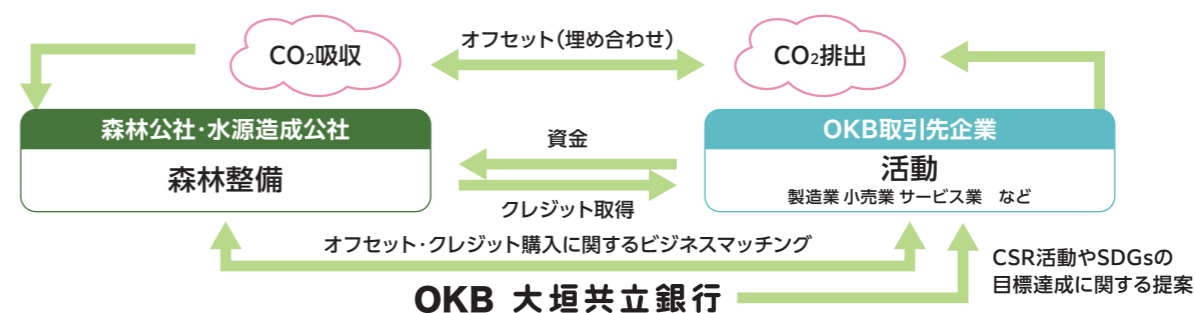 CO2吸収
オフセット（埋め合わせ）
CO2排出
森林公社・水源造成公社
森林整備
資金
クレジット取得
OKB取引先企業
活動
製造業 小売業 サービス業　など
オフセット・クレジット購入に関するビジネスマッチング
OKB 大垣共立銀行
CSR活動やSDGsの
目標達成に関する提案